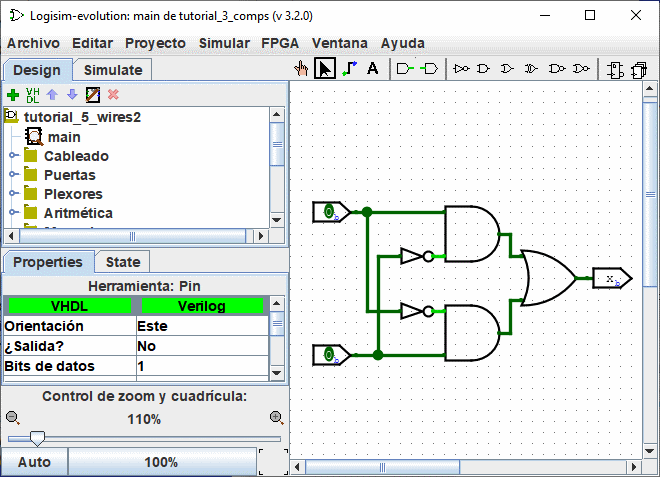 Logisim-evolution: main de tutorial_3_comps (v 3.2.0)
Archivo Editar Proyecto Simular FPGA Ventana Ayuda
Design Simulate
A
VH
DL
tutorial_5_wires2
main
Cableado
Puertas
Plexores
Aritmética
Properties State
Herramienta: Pin
VHDL Verilog
Orientación Este
¿Salida? No
Bits de datos 1
Control de zoom y cuadrícula:
110%
Auto 100%
0
x
0